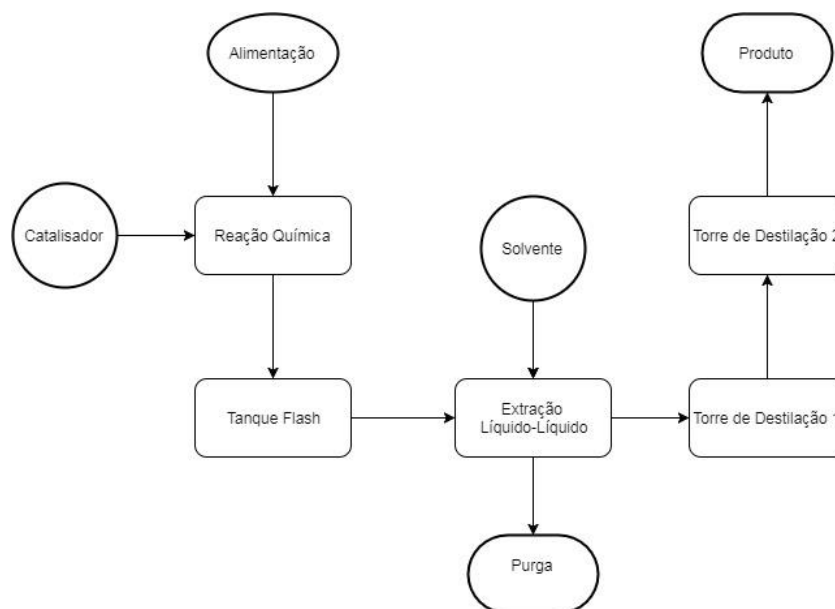 Alimentação
Produto
Catalisador
Reação Química
Solvente
Torre de Destilação 2
Tanque Flash
Extração
Líquido-Líquido
Torre de Destilação 1
Purga